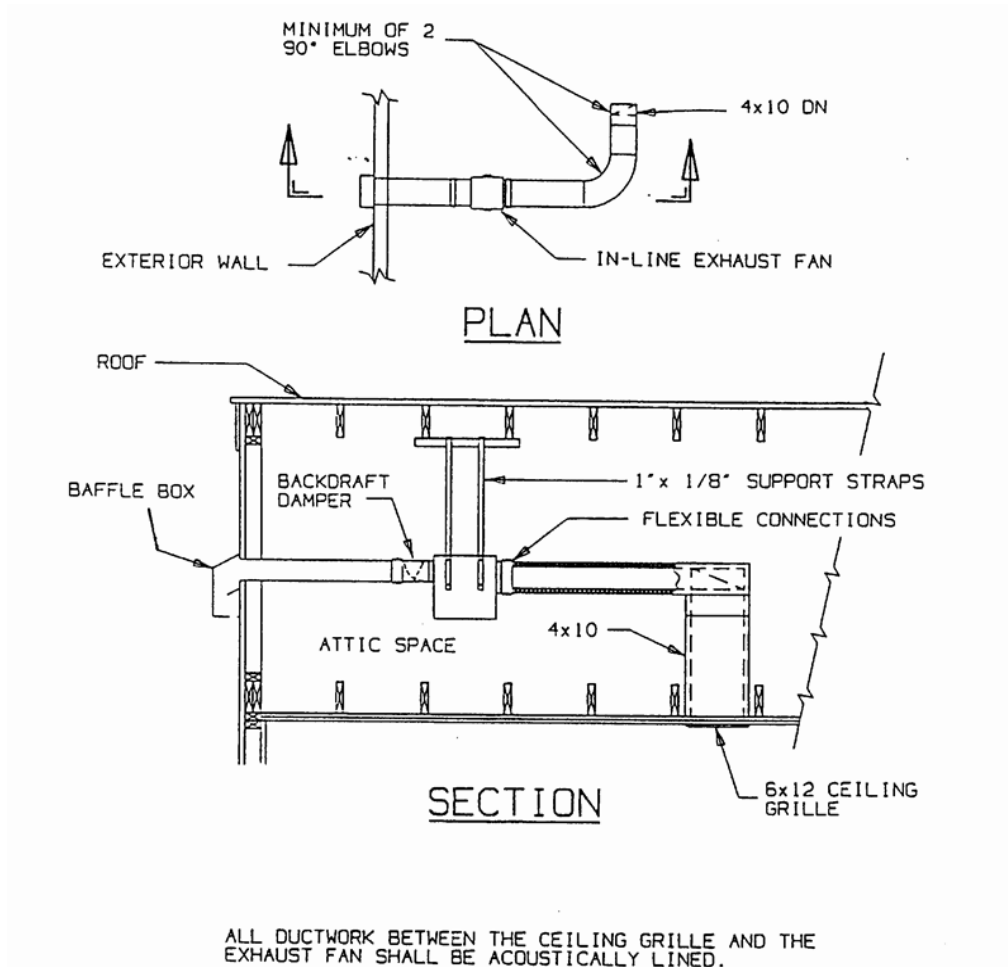 MINIMUM OF 2
90° ELBOWS
4x10 DN
EXTERIOR WALL
IN-LINE EXHAUST FAN
PLAN
ROOF
BAFFLE BOX
BACKDRAFT
DAMPER
1"x 1/8" SUPPORT STRAPS
FLEXIBLE CONNECTIONS
4x10
ATTIC SPACE
6x12 CEILING
GRILLE
SECTION
ALL DUCTWORK BETWEEN THE CEILING GRILLE AND THE
EXHAUST FAN SHALL BE ACOUSTICALLY LINED.